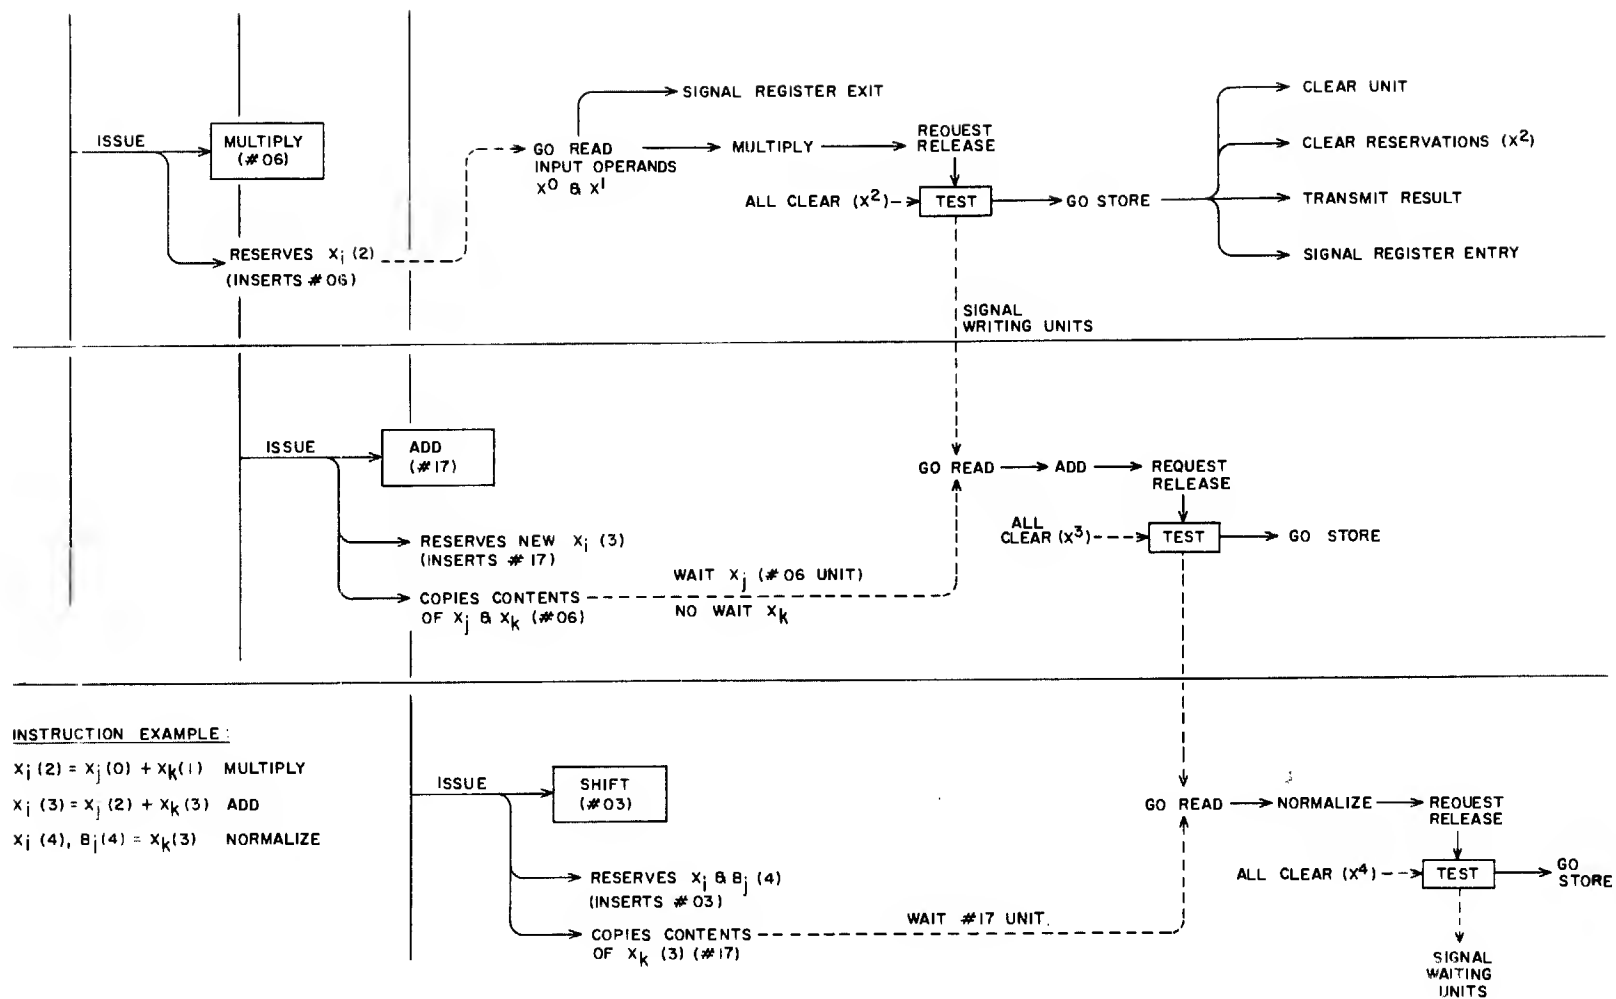 SIGNAL REGISTER EXIT
CLEAR UNIT
ISSUE
MULTIPLY
(#06)
GO READ
INPUT OPERANDS
X⁰ & X¹
MULTIPLY
REQUEST
RELEASE
CLEAR RESERVATIONS (X²)
ALL CLEAR (X²)
TEST
GO STORE
TRANSMIT RESULT
RESERVES Xi (2)
(INSERTS #06)
SIGNAL REGISTER ENTRY
SIGNAL
WRITING UNITS
ISSUE
ADD
(#17)
GO READ
ADD
REQUEST
RELEASE
RESERVES NEW Xi (3)
(INSERTS #17)
ALL
CLEAR (X³)
TEST
GO STORE
COPIES CONTENTS
OF Xj & Xk (#06)
WAIT Xj (#06 UNIT)
NO WAIT Xk
INSTRUCTION EXAMPLE:
Xi (2) = Xj (0) + Xk (1) MULTIPLY
Xi (3) = Xj (2) + Xk (3) ADD
Xi (4), Bj (4) = Xk (3) NORMALIZE
ISSUE
SHIFT
(#03)
GO READ
NORMALIZE
REQUEST
RELEASE
RESERVES Xi & Bj (4)
(INSERTS #03)
ALL CLEAR (X⁴)
TEST
GO
STORE
COPIES CONTENTS
OF Xk (3) (#17)
WAIT #17 UNIT
SIGNAL
WAITING
UNITS